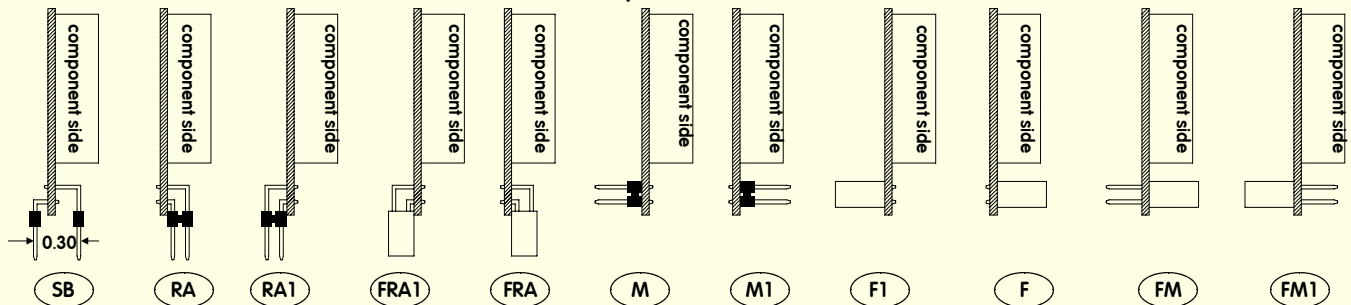 component side
component side
component side
component side
component side
component side
component side
component side
component side
component side
component side
0.30
SB
RA
RA1
FRA1
FRA
M
M1
F1
F
FM
FM1